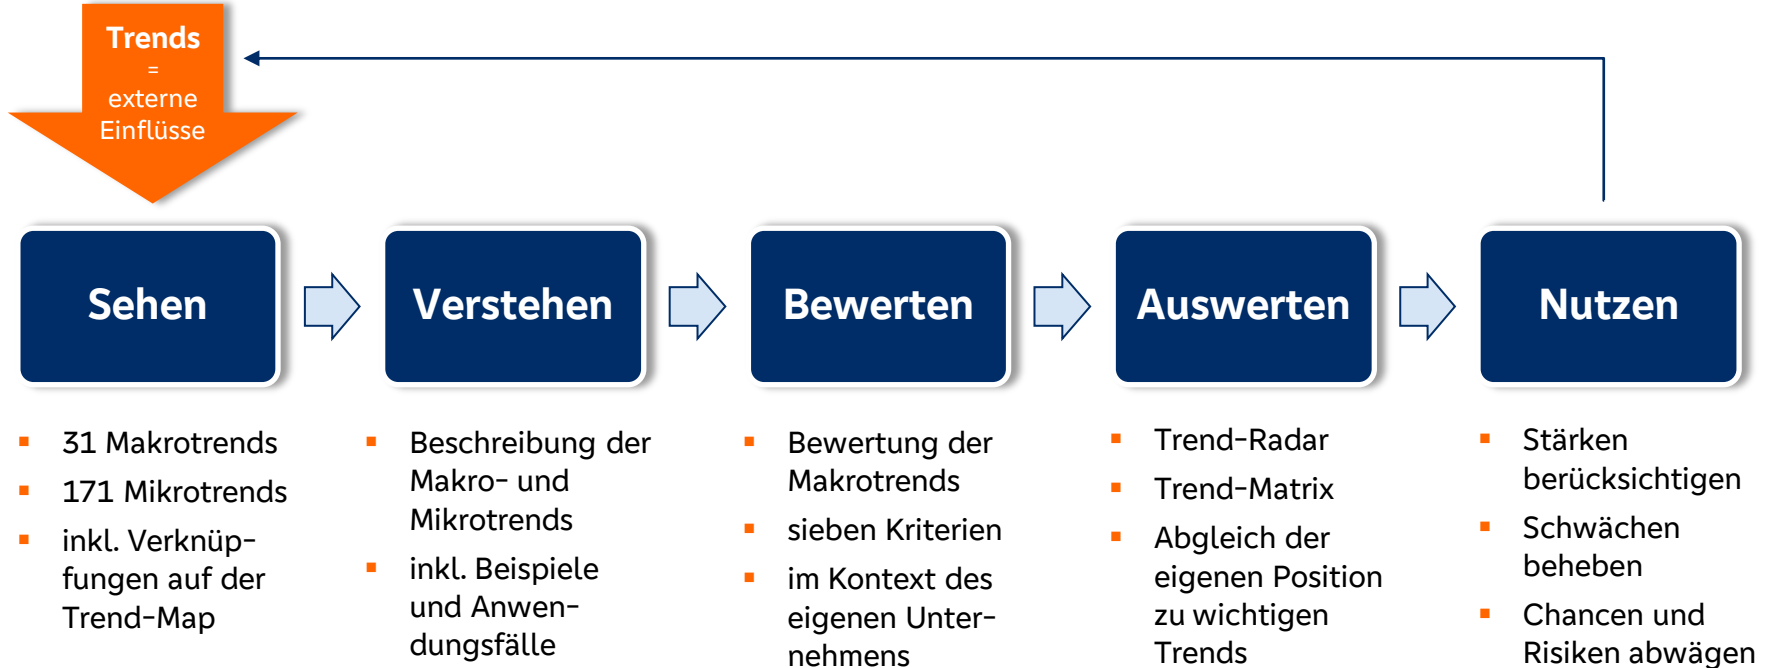 Trends
=
externe
Einflüsse
Sehen
Verstehen
Bewerten
Auswerten
Nutzen
▪ 31 Makrotrends
▪ 171 Mikrotrends
▪ inkl. Verknüp-
fungen auf der
Trend-Map
▪ Beschreibung der
Makro- und
Mikrotrends
▪ inkl. Beispiele
und Anwen-
dungsfälle
▪ Bewertung der
Makrotrends
▪ sieben Kriterien
▪ im Kontext des
eigenen Unter-
nehmens
▪ Trend-Radar
▪ Trend-Matrix
▪ Abgleich der
eigenen Position
zu wichtigen
Trends
▪ Stärken
berücksichtigen
▪ Schwächen
beheben
▪ Chancen und
Risiken abwägen